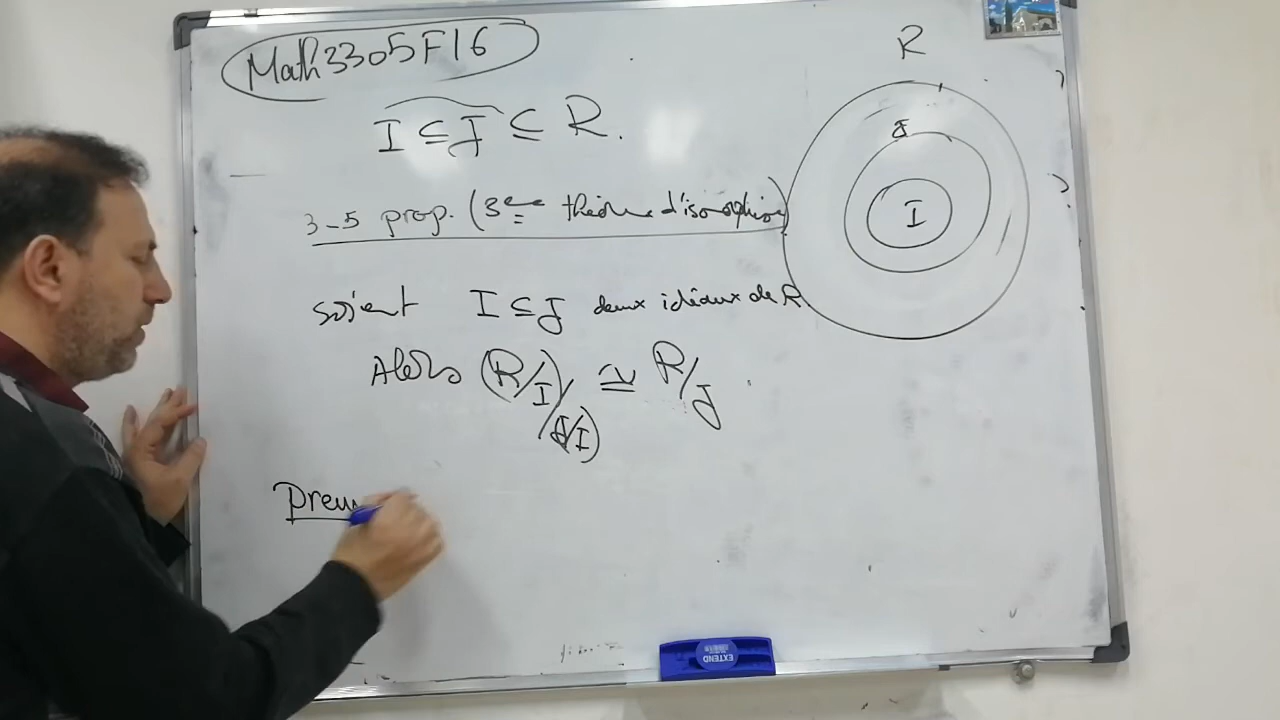 Math3305F16
I ⊆ J ⊆ R.
3-5 prop. (3ème théorème d'isomorphisme)
soient I ⊆ J deux idéaux de R
Alors (R/I)/(J/I) ≅ R/J.
Preuv
R
J
I
EXTEND